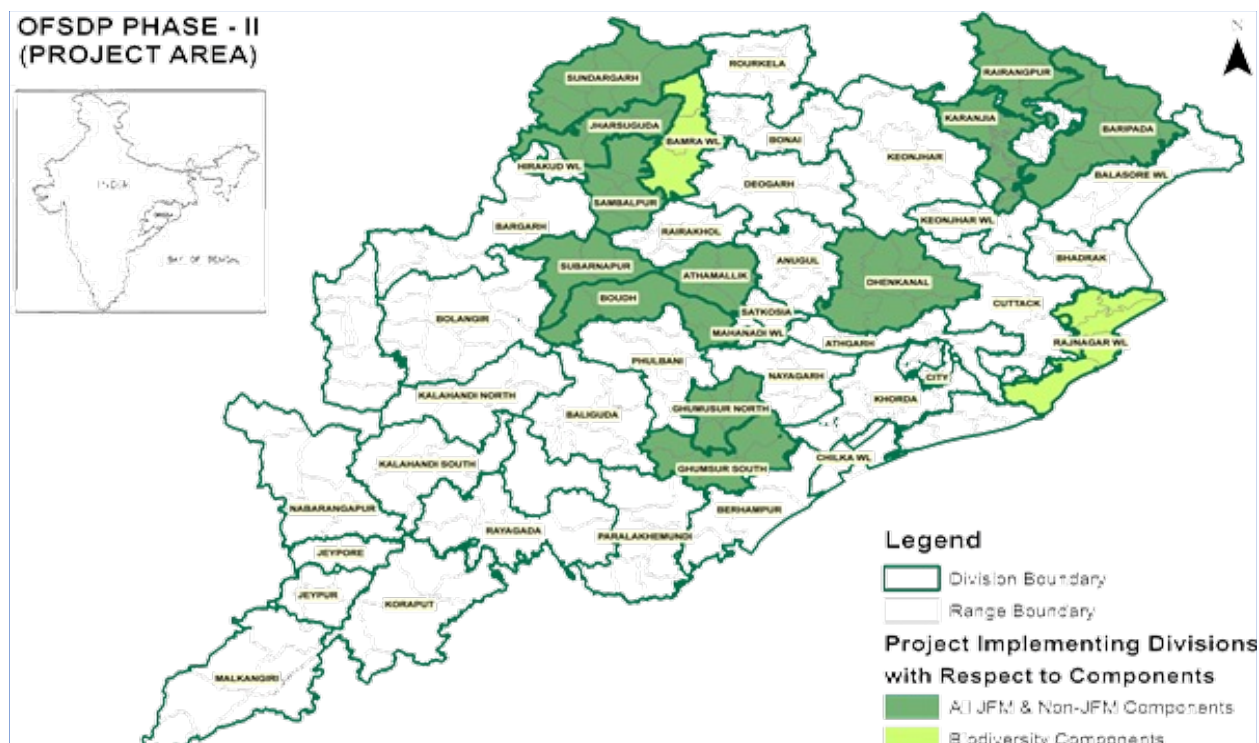 OFSDP PHASE - II
(PROJECT AREA)
N
INDIA
BAY OF BENGAL
SUNDARGARH
ROURKELA
RAIRANGPUR
JHARSUGUDA
BAMRA WL
BONAI
KARANJIA
BARIPADA
HIRAKUD WL
KEONJHAR
DEOGARH
BALASORE WL
SAMBALPUR
BARGARH
RAIRAKHOL
KEONJHAR WL
SUBARNAPUR
ATHAMALLIK
ANUGUL
BHADRAK
DHENKANAL
BOUDH
BOLANGIR
SATKOSIA
CUTTACK
MAHANADI WL
ATHGARH
RAJNAGAR WL
PHULBANI
NAYAGARH
CITY
KALAHANDI NORTH
BALIGUDA
GHUMUSUR NORTH
KHORDA
KALAHANDI SOUTH
GHUMSUR SOUTH
CHILKA WL
NABARANGAPUR
BERHAMPUR
RAYAGADA
PARALAKHEMUNDI
JEYPORE
JEYPUR
KORAPUT
MALKANGIRI
Legend
Division Boundary
Range Boundary
Project Implementing Divisions
with Respect to Components
All JFM & Non-JFM Components
Biodiversity Components